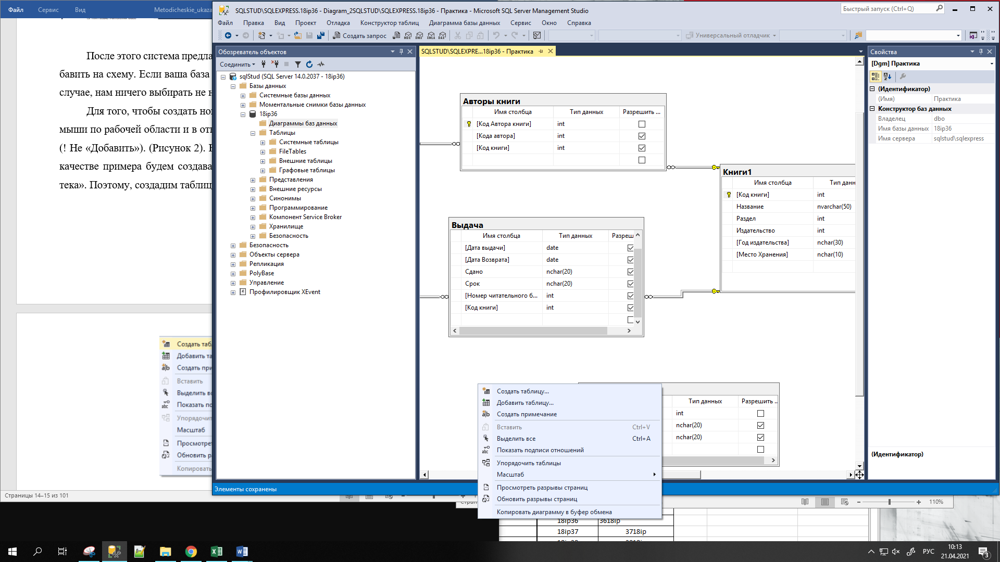 Файл
Сервис
Вид
Metodicheskie_ukaza
После этого система предла
бавить на схему. Если ваша база
случае, нам ничего выбирать не н
Для того, чтобы создать нов
мыши по рабочей области и в отк
(! Не «Добавить»). (Рисунок 2). В
качестве примера будем создава
тека». Поэтому, создадим таблиц
Создать таб
Добавить та
Создать при
Вставить
Выделить вс
Показать по
Упорядочит
Масштаб
Просмотрет
Обновить р
Копировать
Страницы 14–15 из 101
SQLSTUD\SQLEXPRESS.18ip36 - Diagram_2SQLSTUD\SQLEXPRESS.18ip36 - Практика - Microsoft SQL Server Management Studio
Быстрый запуск (Ctrl+Q)
Файл Правка Вид Проект Отладка Конструктор таблиц Диаграмма базы данных Сервис Окно Справка
Создать запрос
MDX DMX XMLA DAX
Универсальный отладчик
Обозреватель объектов
Соединить
sqlStud (SQL Server 14.0.2037 - 18ip36)
Базы данных
Системные базы данных
Моментальные снимки базы данных
18ip36
Диаграммы баз данных
Таблицы
Системные таблицы
FileTables
Внешние таблицы
Графовые таблицы
Представления
Внешние ресурсы
Синонимы
Программирование
Компонент Service Broker
Хранилище
Безопасность
Безопасность
Объекты сервера
Репликация
PolyBase
Управление
Профилировщик XEvent
SQLSTUD\SQLEXPRE...18ip36 - Практика
Авторы книги
Имя столбца Тип данных Разрешить ...
[Код Автора книги] int
[Кода автора] int
[Код книги] int
Книги1
Имя столбца Тип данн
[Код книги] int
Название nvarchar(50)
Раздел int
Издательство int
[Год издательства] nchar(30)
[Место Хранения] nchar(10)
Выдача
Имя столбца Тип данных Разреш
[Дата выдачи] date
[Дата Возврата] date
Сдано nchar(20)
Срок nchar(20)
[Номер читательного б... int
[Код книги] int
Тип данных Разрешить ...
int
nchar(20)
nchar(20)
Создать таблицу...
Добавить таблицу...
Создать примечание
Вставить Ctrl+V
Выделить все Ctrl+A
Показать подписи отношений
Упорядочить таблицы
Масштаб
Просмотреть разрывы страниц
Обновить разрывы страниц
Копировать диаграмму в буфер обмена
Свойства
[Dgm] Практика
(Идентификатор)
(Имя) Практика
Конструктор баз данных
Владелец dbo
Имя базы данных 18ip36
Имя сервера sqlstud\sqlexpress
(Идентификатор)
Элементы сохранены
Стран
110%
18ip36 3618ip
18ip37 3718ip
РУС
10:13
21.04.2021
3